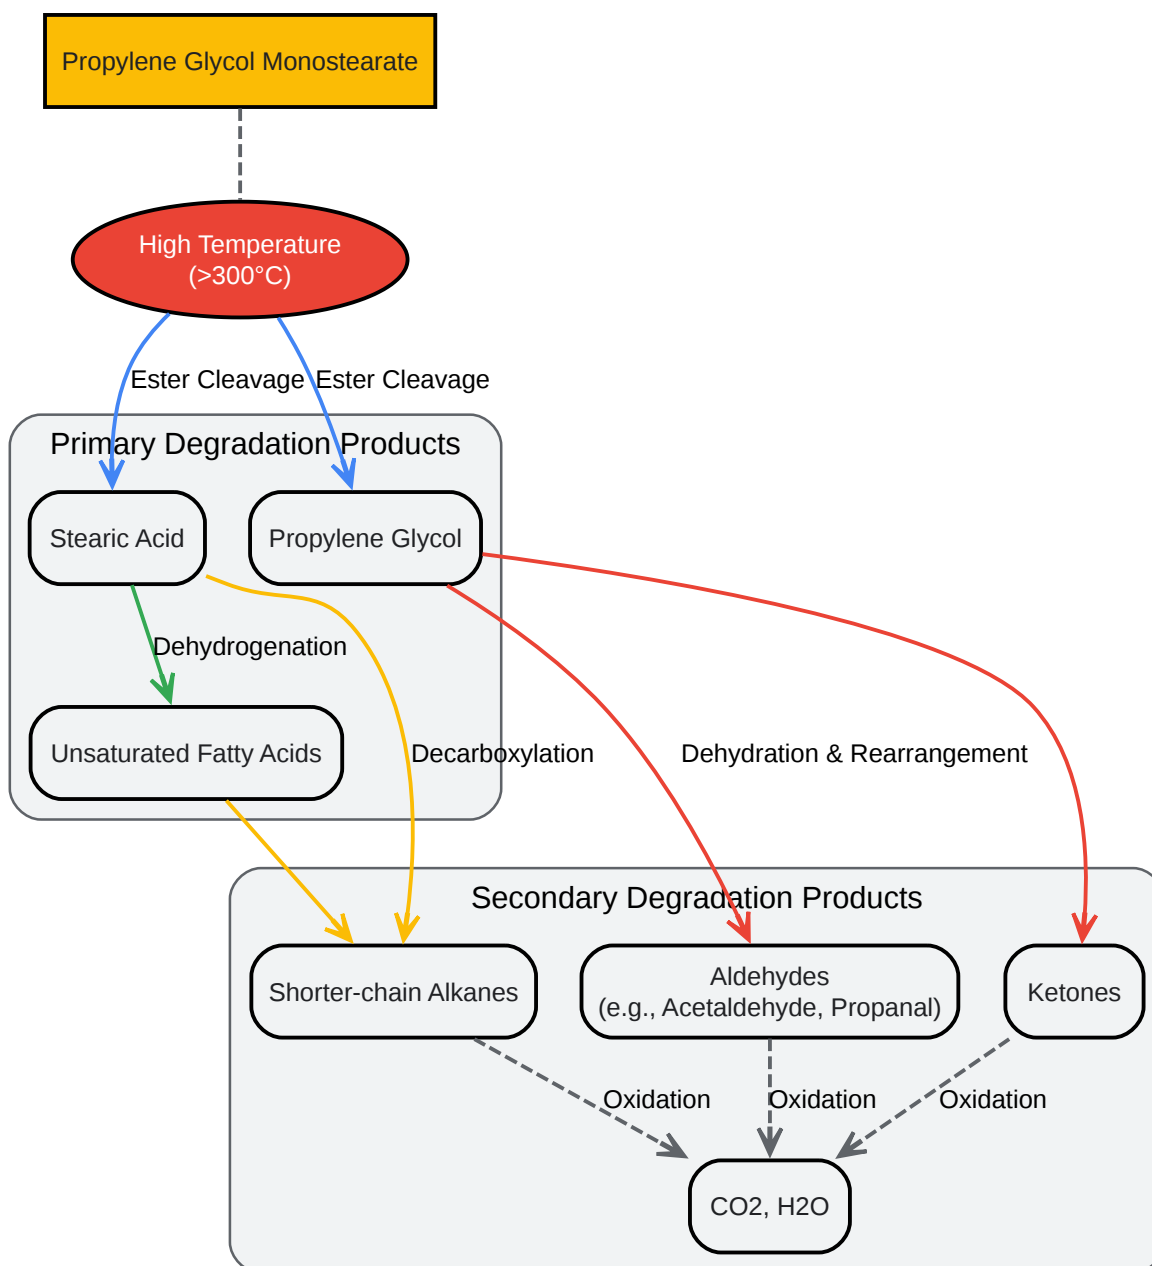 Propylene Glycol Monostearate
High Temperature
(>300°C)
Ester Cleavage
Ester Cleavage
Primary Degradation Products
Stearic Acid
Propylene Glycol
Dehydrogenation
Unsaturated Fatty Acids
Decarboxylation
Dehydration & Rearrangement
Secondary Degradation Products
Shorter-chain Alkanes
Aldehydes
(e.g., Acetaldehyde, Propanal)
Ketones
Oxidation
Oxidation
Oxidation
CO2, H2O